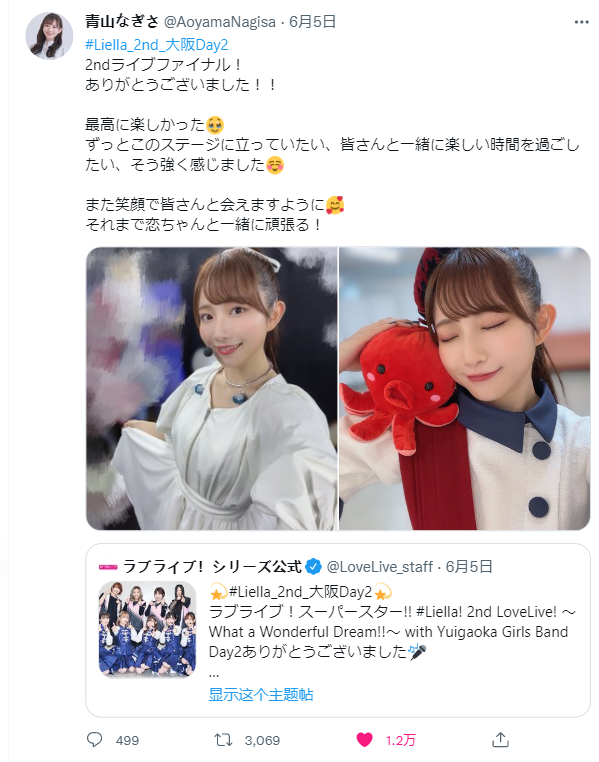 青山なぎさ @AoyamaNagisa · 6月5日
#Liella_2nd_大阪Day2
2ndライブファイナル！
ありがとうございました！！
最高に楽しかった🥹
ずっとこのステージに立っていたい、皆さんと一緒に楽しい時間を過ごし
たい、そう強く感じました☺️
また笑顔で皆さんと会えますように🥰
それまで恋ちゃんと一緒に頑張る！
ラブライブ！シリーズ公式 @LoveLive_staff · 6月5日
💫#Liella_2nd_大阪Day2💫
ラブライブ！スーパースター!! #Liella! 2nd LoveLive! ～
What a Wonderful Dream!!～ with Yuigaoka Girls Band
Day2ありがとうございました🎤
...
显示这个主题帖
499 3,069 1.2万